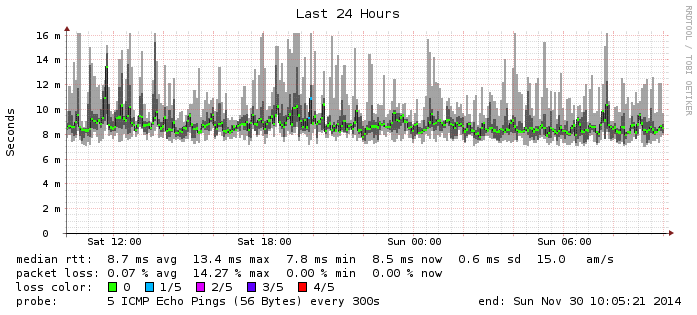 Last 24 Hours
RRDTOOL / TOBI OETIKER
Seconds
16 m
14 m
12 m
10 m
8 m
6 m
4 m
2 m
0
Sat 12:00 Sat 18:00 Sun 00:00 Sun 06:00
median rtt: 8.7 ms avg 13.4 ms max 7.8 ms min 8.5 ms now 0.6 ms sd 15.0 am/s
packet loss: 0.07 % avg 14.27 % max 0.00 % min 0.00 % now
loss color: 0 1/5 2/5 3/5 4/5
probe: 5 ICMP Echo Pings (56 Bytes) every 300s end: Sun Nov 30 10:05:21 2014